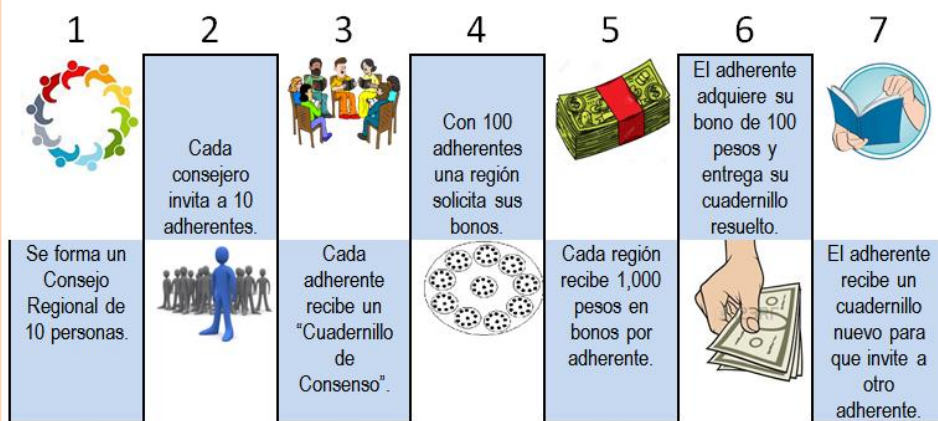 1
Se forma un
Consejo
Regional de
10 personas.
2
Cada
consejero
invita a 10
adherentes.
3
Cada
adherente
recibe un
“Cuadernillo
de
Consenso”.
4
Con 100
adherentes
una región
solicita sus
bonos.
5
Cada región
recibe 1,000
pesos en
bonos por
adherente.
6
El adherente
adquiere su
bono de 100
pesos y
entrega su
cuadernillo
resuelto.
7
El adherente
recibe un
cuadernillo
nuevo para
que invite a
otro
adherente.